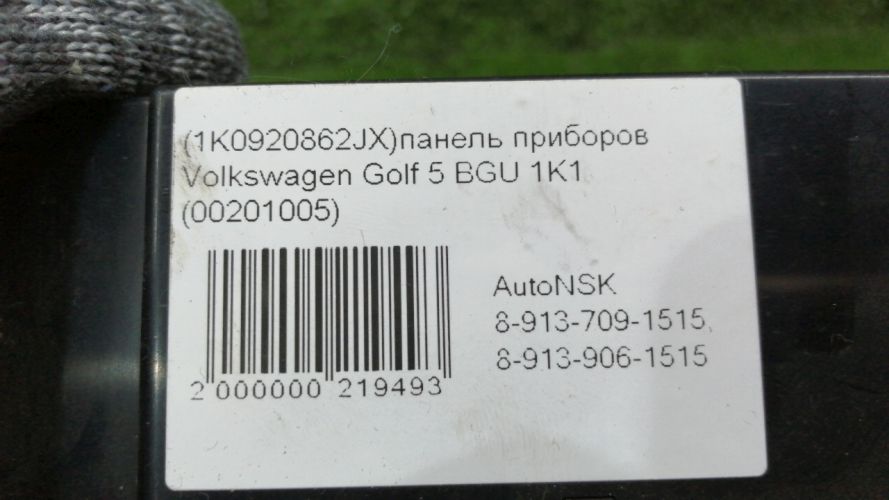 (1K0920862JX)панель приборов
Volkswagen Golf 5 BGU 1K1
(00201005)
AutoNSK
8-913-709-1515,
8-913-906-1515
2 000000 219493